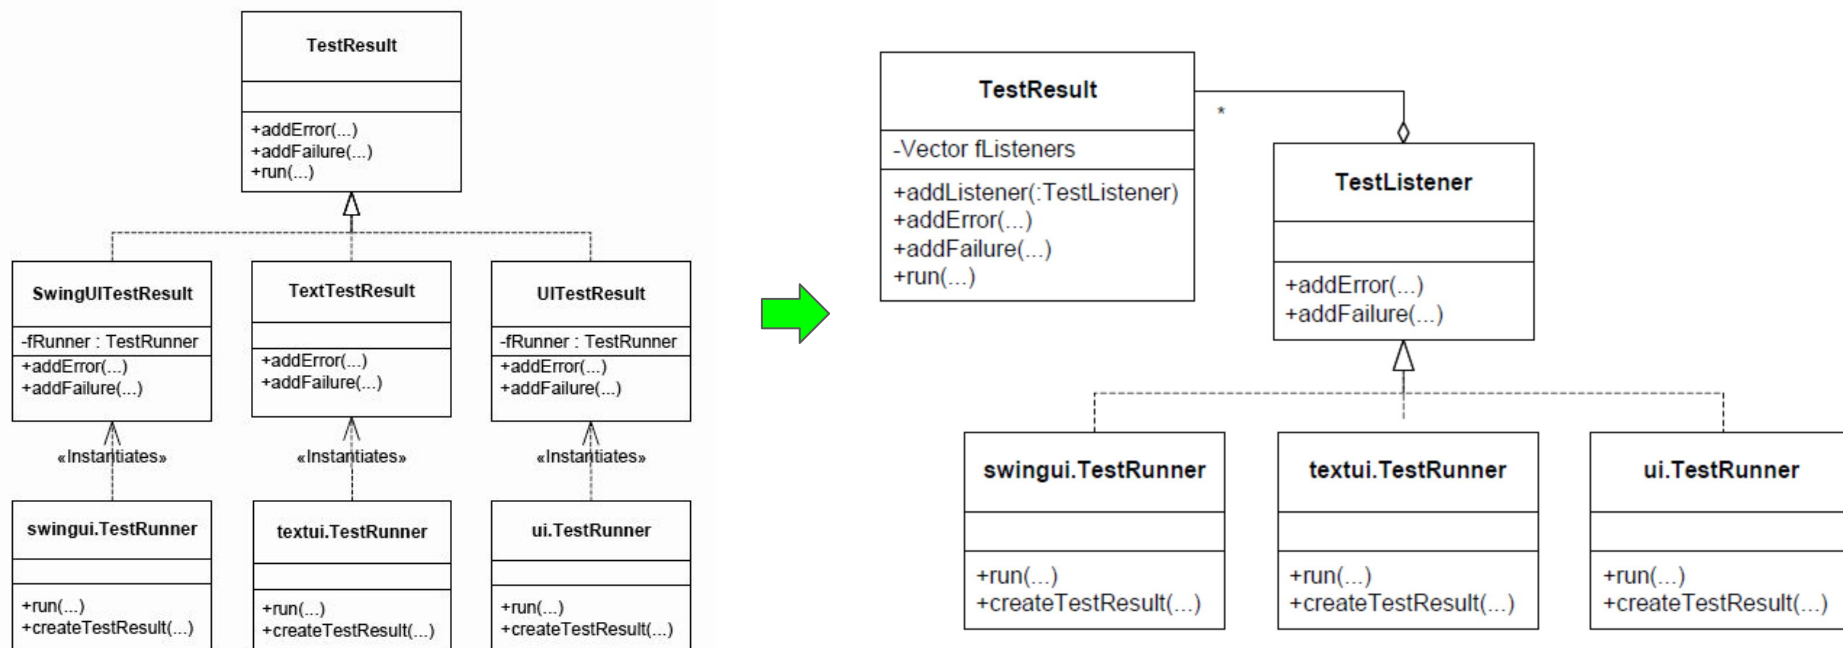 TestResult
+addError(...)
+addFailure(...)
+run(...)
SwingUITestResult
-fRunner : TestRunner
+addError(...)
+addFailure(...)
TextTestResult
+addError(...)
+addFailure(...)
UITestResult
-fRunner : TestRunner
+addError(...)
+addFailure(...)
«Instantiates»
«Instantiates»
«Instantiates»
swingui.TestRunner
+run(...)
+createTestResult(...)
textui.TestRunner
+run(...)
+createTestResult(...)
ui.TestRunner
+run(...)
+createTestResult(...)
TestResult
-Vector fListeners
+addListener(:TestListener)
+addError(...)
+addFailure(...)
+run(...)
*
TestListener
+addError(...)
+addFailure(...)
swingui.TestRunner
+run(...)
+createTestResult(...)
textui.TestRunner
+run(...)
+createTestResult(...)
ui.TestRunner
+run(...)
+createTestResult(...)